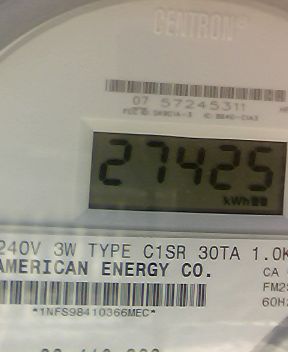 CENTRON®
07 57245311
27425
kWh
240V 3W TYPE C1SR 30TA 1.0K
AMERICAN ENERGY CO.
CA
FM2S
60Hz
*1NFS98410366MEC*